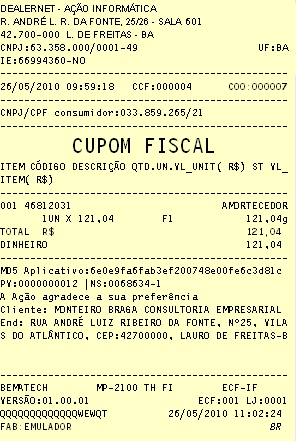 DEALERNET - AÇÃO INFORMÁTICA
R. ANDRÉ L. R. DA FONTE, 25/26 - SALA 601
42.700-000 L. DE FREITAS - BA
CNPJ:63.358.000/0001-49 UF:BA
IE:66994360-NO
26/05/2010 09:59:18 CCF:000004 COO:000007
CNPJ/CPF consumidor:033.859.265/21
CUPOM FISCAL
ITEM CÓDIGO DESCRIÇÃO QTD.UN.VL_UNIT( R$) ST VL_
ITEM( R$)
001 46812031 AMORTECEDOR
1UN X 121,04 F1 121,04g
TOTAL R$ 121,04
DINHEIRO 121,04
MD5 Aplicativo:6e0e9fa6fab3ef200748e00fe6c3d81c
PV:0000000012 |NS:0068634-1
A Ação agradece a sua preferência
Cliente: MONTEIRO BRAGA CONSULTORIA EMPRESARIAL
End: RUA ANDRÉ LUIZ RIBEIRO DA FONTE, Nº25, VILA
S DO ATLÂNTICO, CEP:42700000, LAURO DE FREITAS-B
BEMATECH MP-2100 TH FI ECF-IF
VERSÃO:01.00.01 ECF:001 LJ:0001
QQQQQQQQQQQQQWEWQT 26/05/2010 11:02:24
FAB:EMULADOR BR